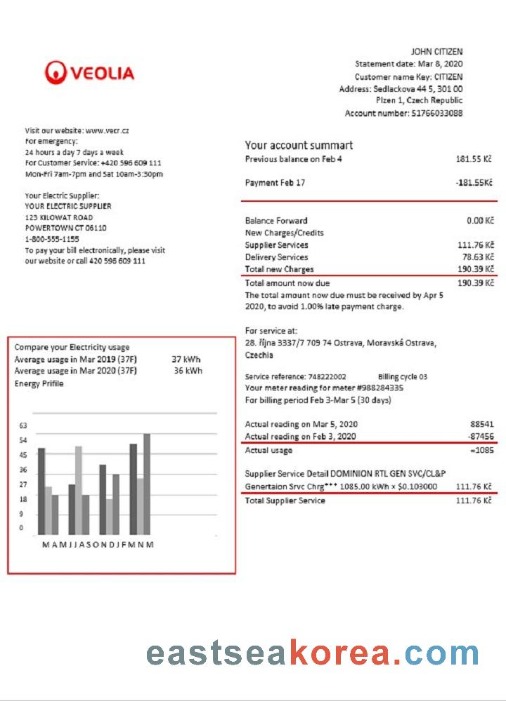 VEOLIA
JOHN CITIZEN
Statement date: Mar 8, 2020
Customer name Key: CITIZEN
Address: Sedlackova 44 5, 301 00
Plzen 1, Czech Republic
Account number: 51766033088
Visit our website: www.vecr.cz
For emergency:
24 hours a day 7 days a week
For Customer Service: +420 596 609 111
Mon-Fri 7am-7pm and Sat 10am-3:30pm
Your Electric Supplier:
YOUR ELECTRIC SUPPLIER
123 KILOWAT ROAD
POWERTOWN CT 06110
1-800-555-1155
To pay your bill electronically, please visit
our website or call 420 596 609 111
Your account summart
Previous balance on Feb 4 181.55 Kč
Payment Feb 17 -181.55Kč
Balance Forward 0.00 Kč
New Charges/Credits
Supplier Services 111.76 Kč
Delivery Services 78.63 Kč
Total new Charges 190.39 Kč
Total amount now due 190.39 Kč
The total amount now due must be received by Apr 5
2020, to avoid 1.00% late payment charge.
For service at:
28. října 3337/7 709 74 Ostrava, Moravská Ostrava,
Czechia
Service reference: 748222002 Billing cycle 03
Your meter reading for meter #988284335
For billing period Feb 3-Mar 5 (30 days)
Actual reading on Mar 5, 2020 88541
Actual reading on Feb 3, 2020 -87456
Actual usage =1085
Supplier Service Detail DOMINION RTL GEN SVC/CL&P
Genertaion Srvc Chrg*** 1085.00 kWh x $0.103000 111.76 Kč
Total Supplier Service 111.76 Kč
Compare your Electricity usage
Average usage in Mar 2019 (37F) 37 kWh
Average usage in Mar 2020 (37F) 36 kWh
Energy Prifile
63
54
45
36
27
18
9
0
M A M J J A S O N D J F M N M
eastseakorea.com